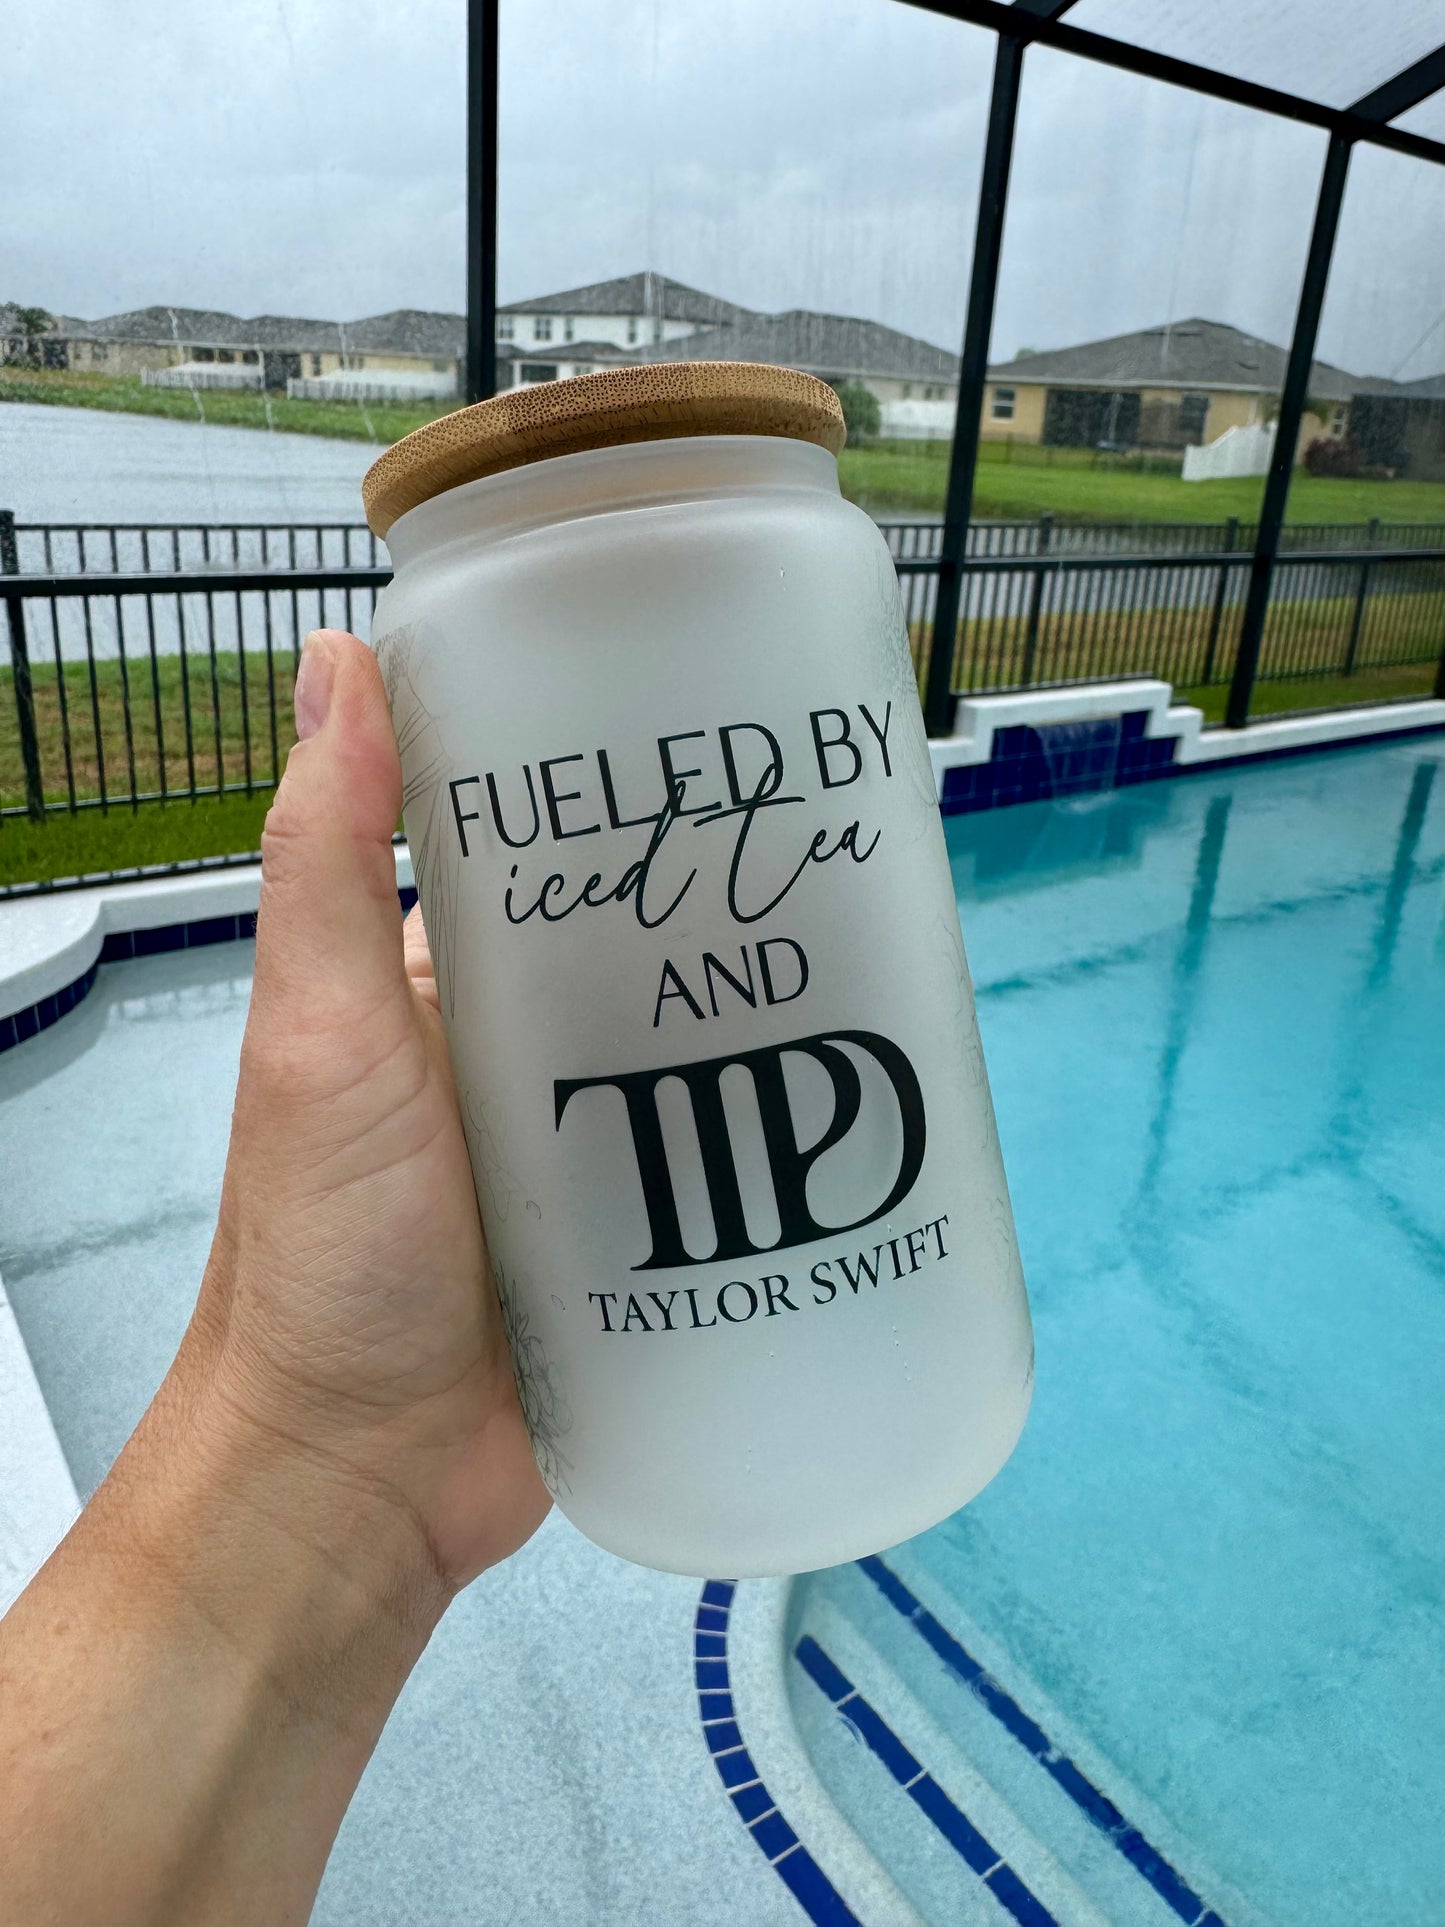 FUELED BY
iced tea
AND
TTPD
TAYLOR SWIFT